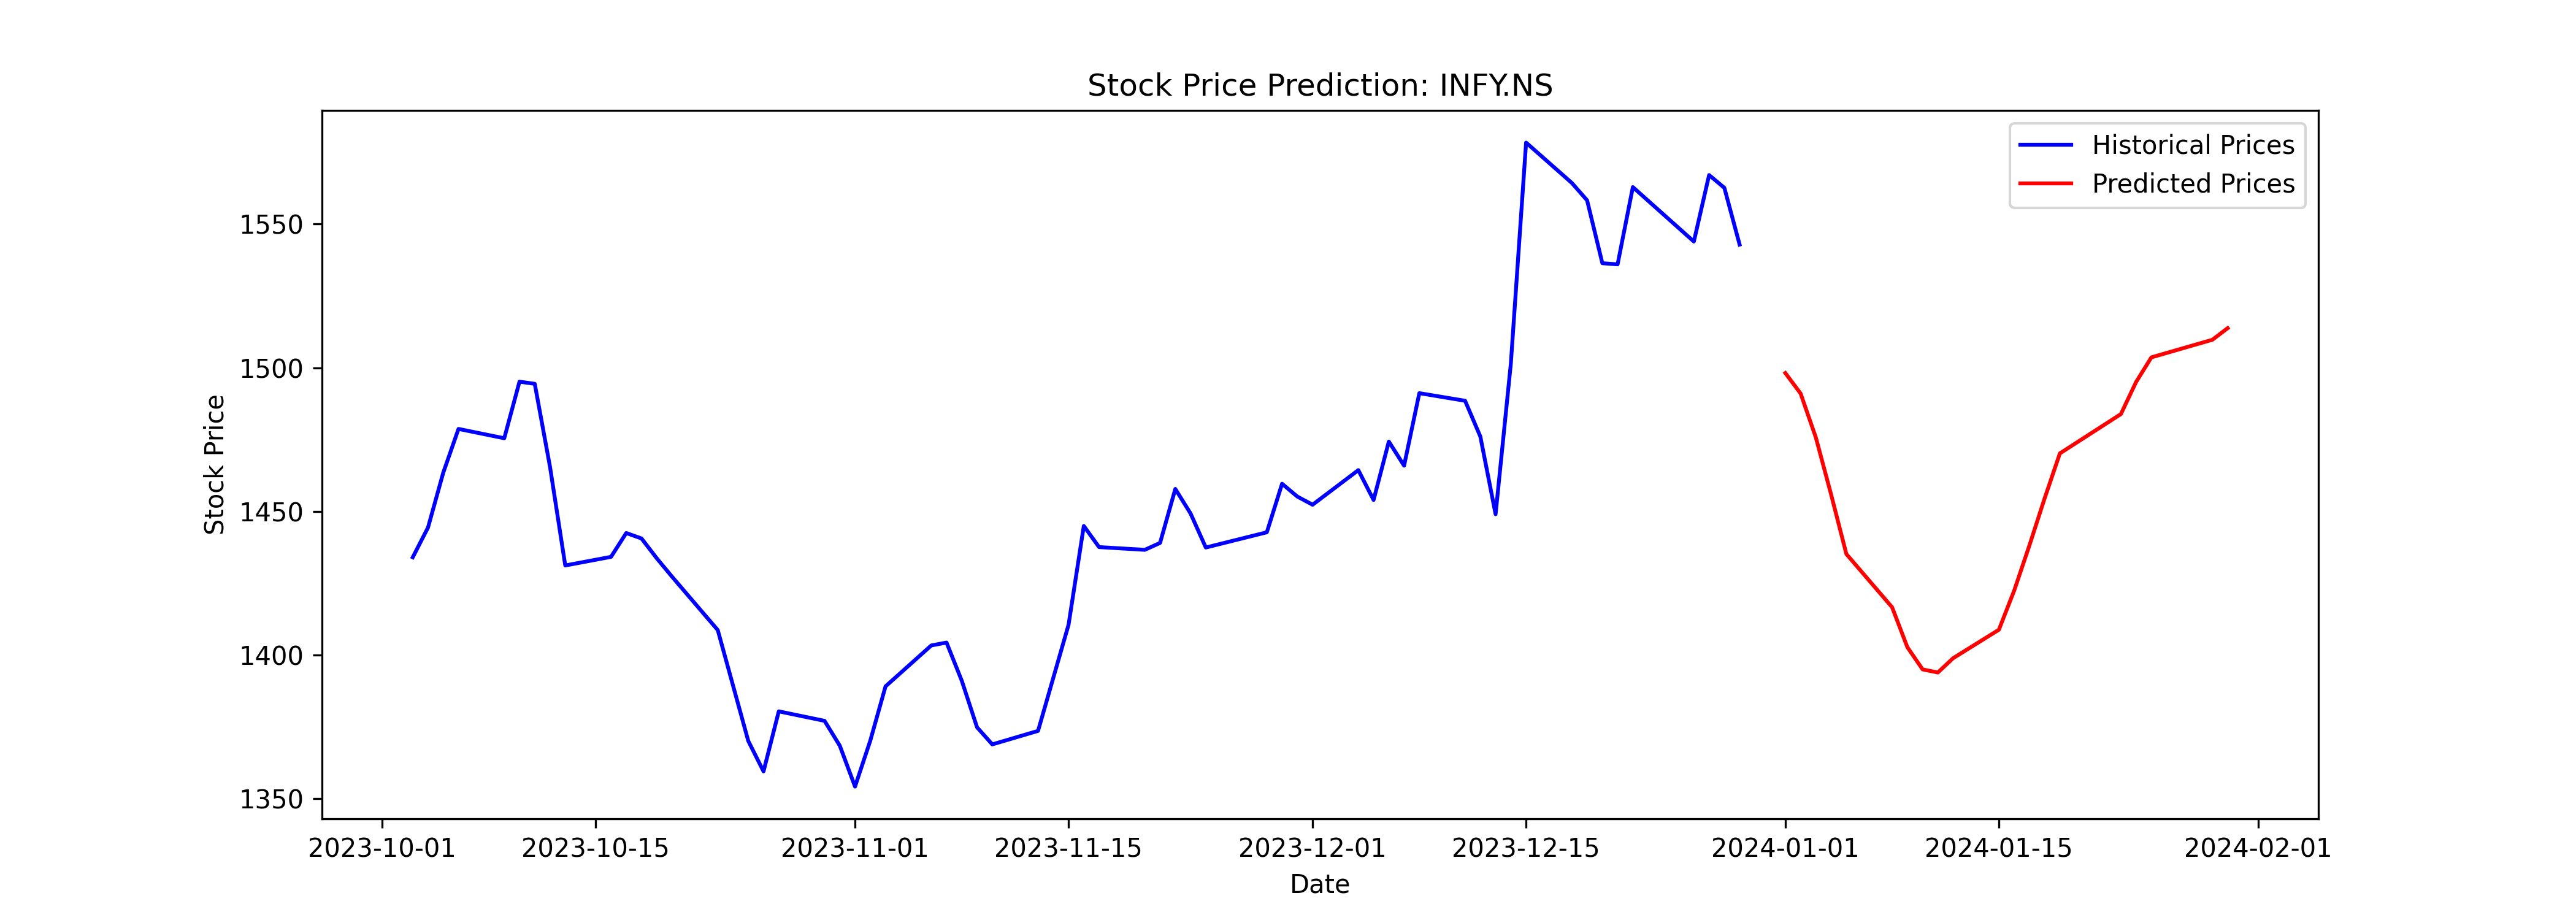 Stock Price Prediction: INFY.NS
Historical Prices
Predicted Prices
Stock Price
1550
1500
1450
1400
1350
2023-10-01 2023-10-15 2023-11-01 2023-11-15 2023-12-01 2023-12-15 2024-01-01 2024-01-15 2024-02-01
Date